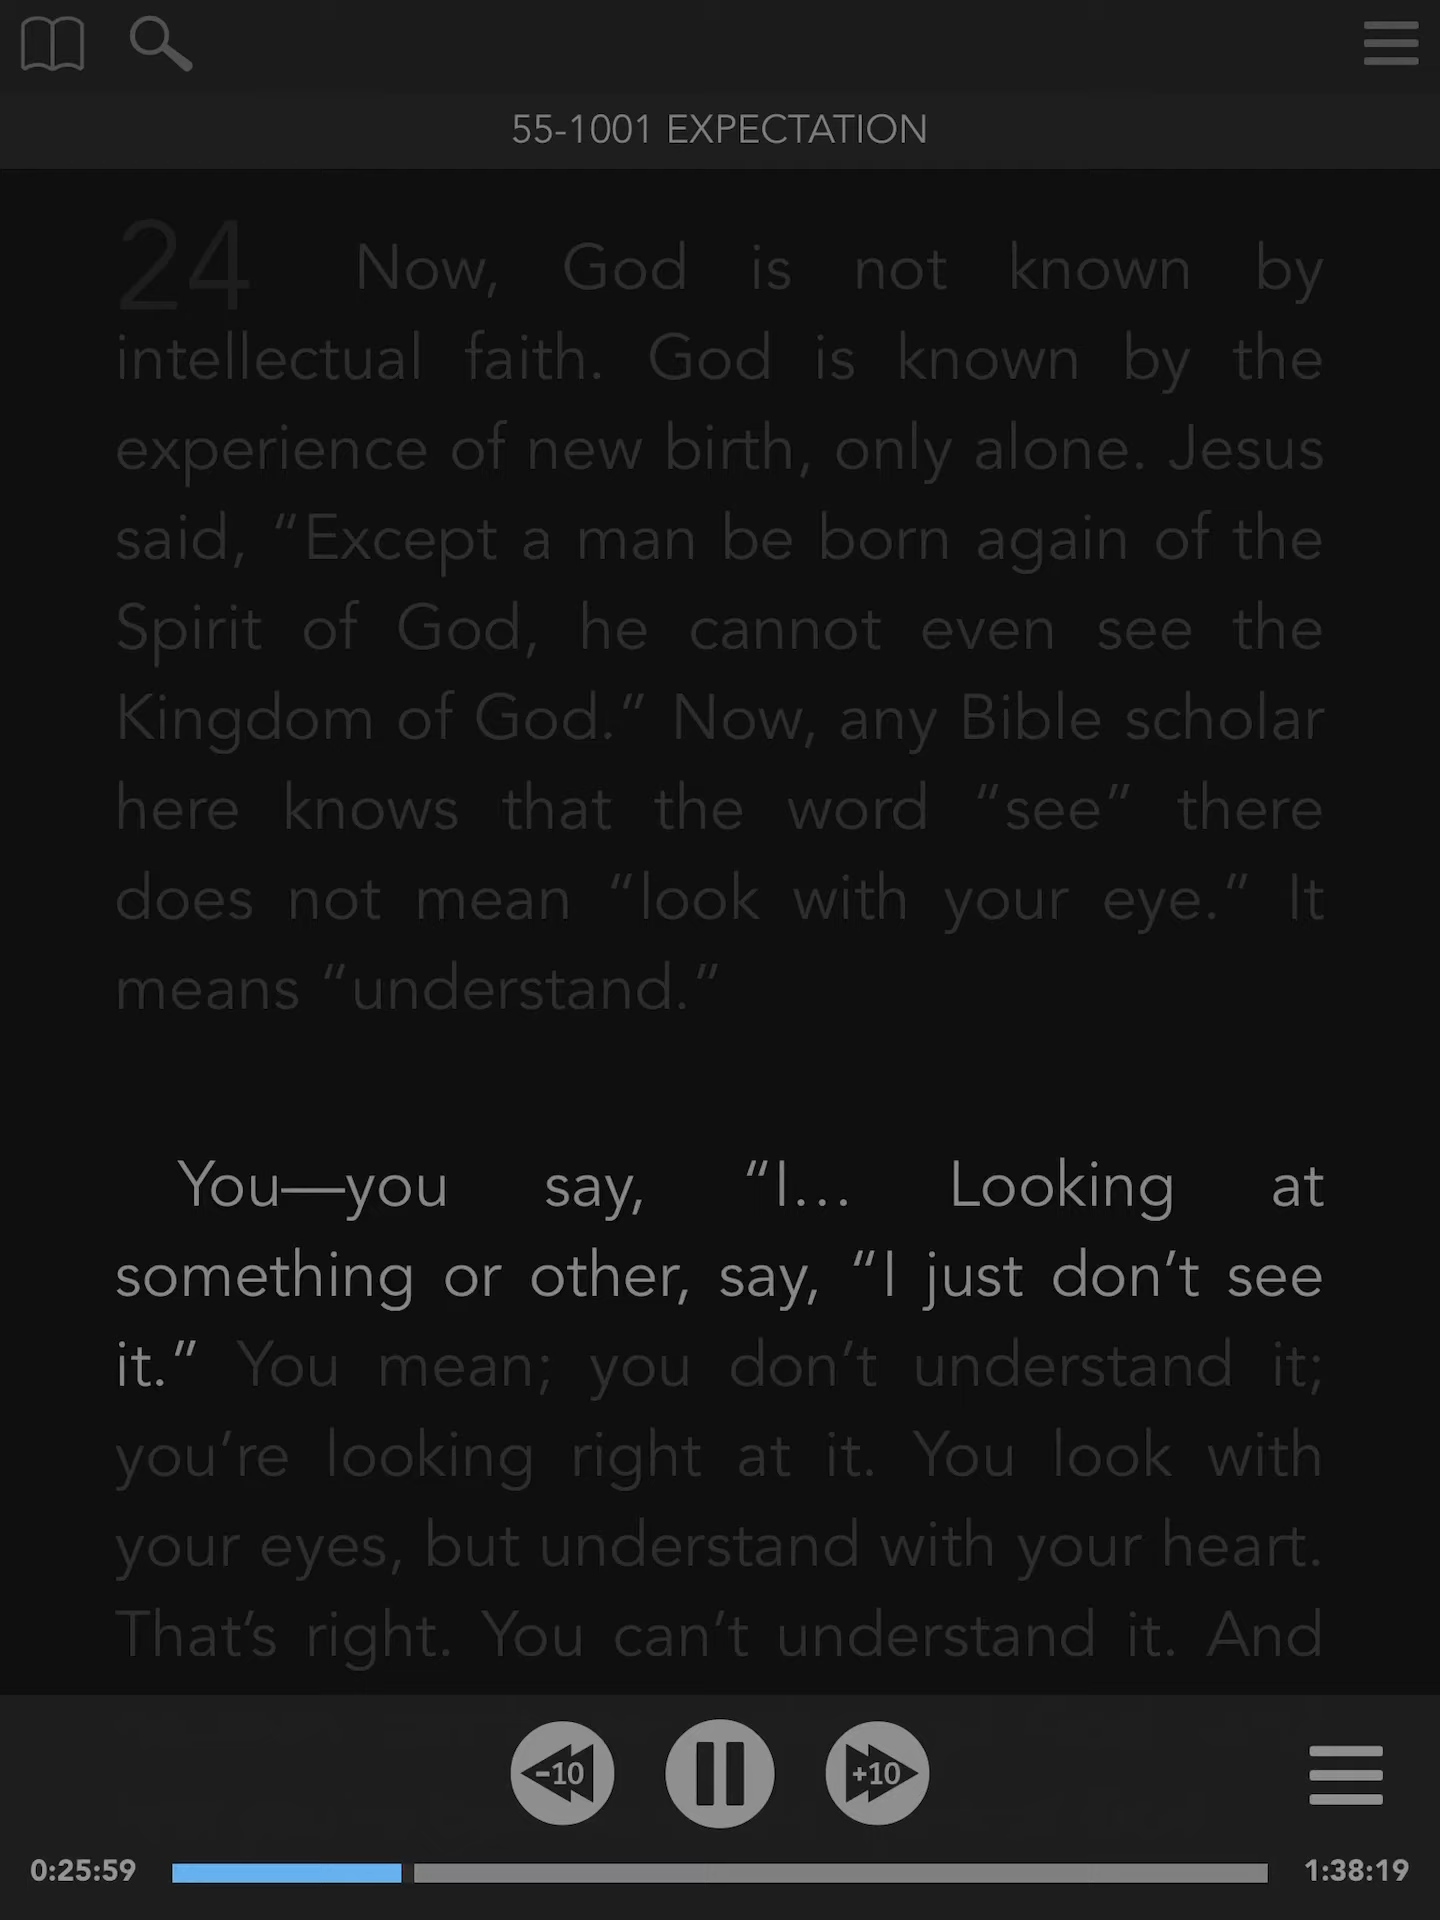 55-1001 EXPECTATION
24 Now, God is not known by
intellectual faith. God is known by the
experience of new birth, only alone. Jesus
said, “Except a man be born again of the
Spirit of God, he cannot even see the
Kingdom of God.” Now, any Bible scholar
here knows that the word “see” there
does not mean “look with your eye.” It
means “understand.”
You—you say, “I… Looking at
something or other, say, “I just don’t see
it.” You mean; you don’t understand it;
you’re looking right at it. You look with
your eyes, but understand with your heart.
That’s right. You can’t understand it. And
-10 +10
0:25:59 1:38:19